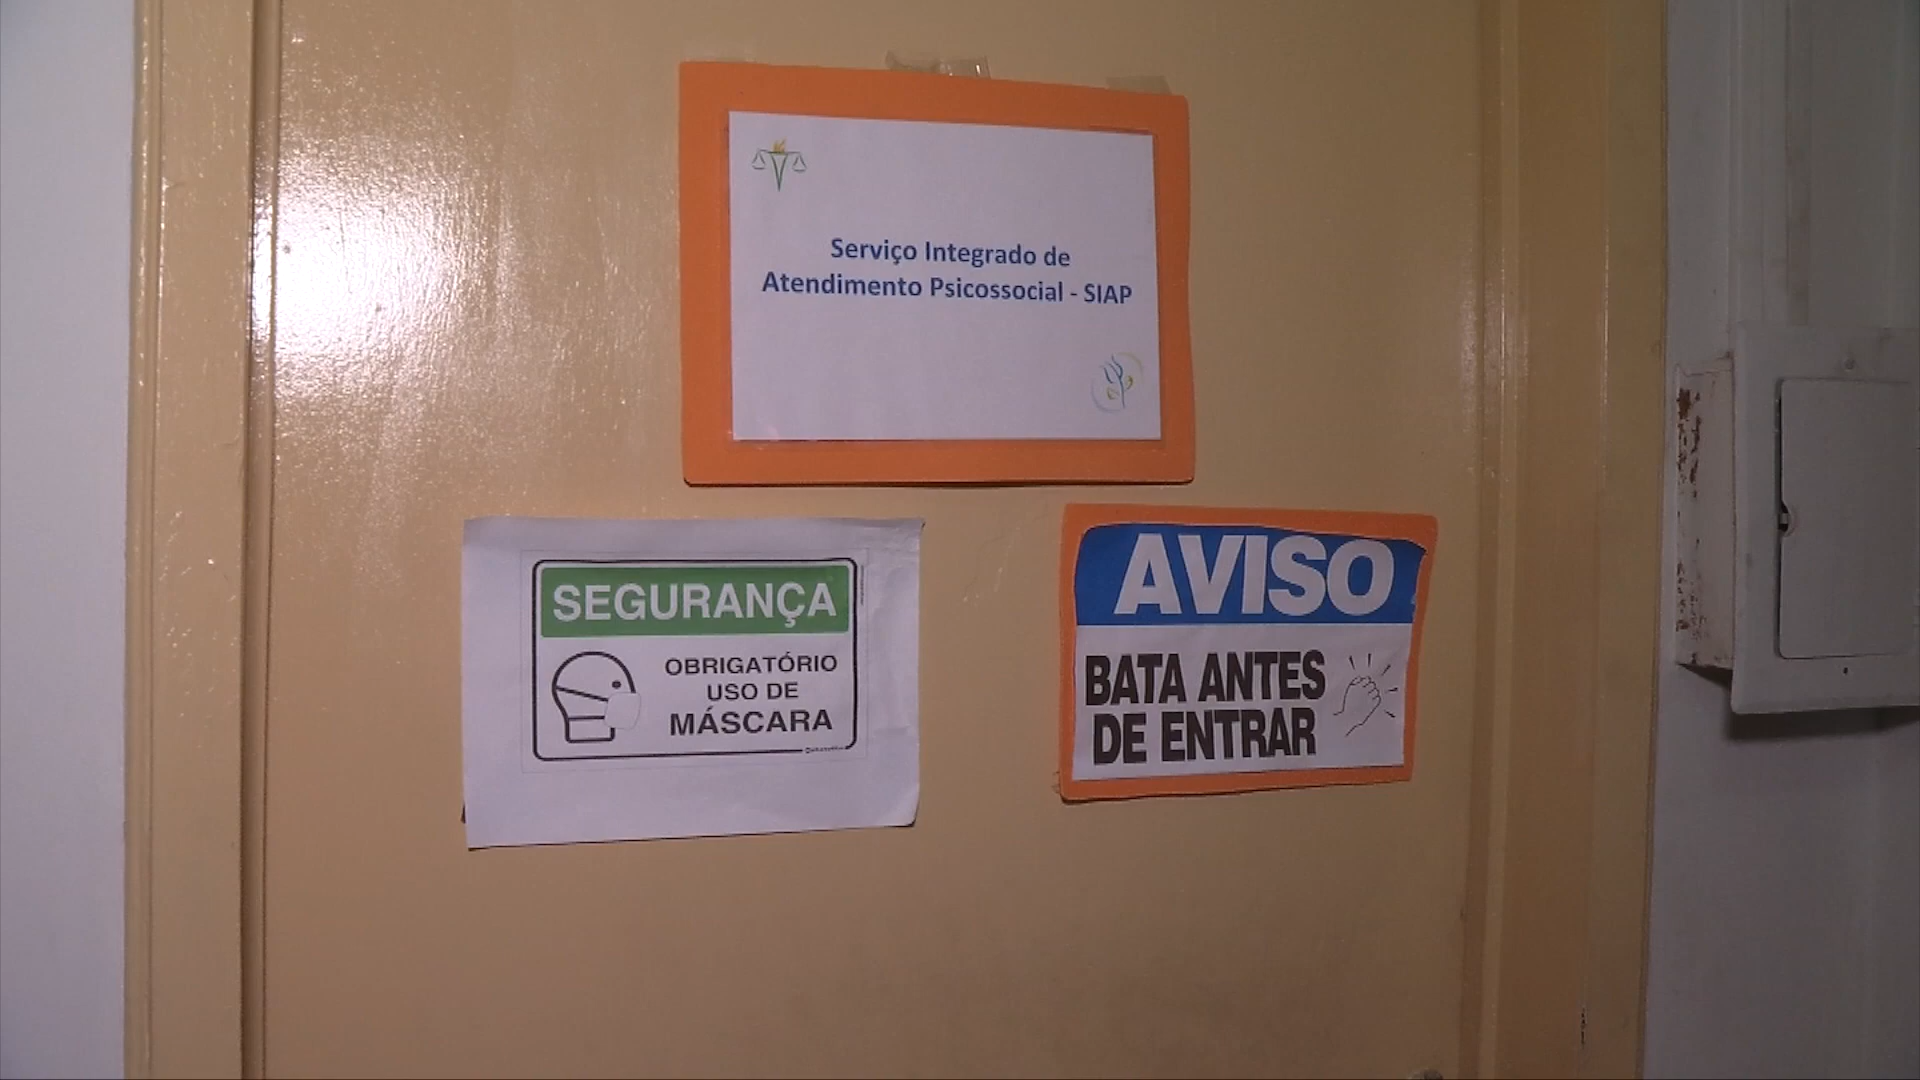 Serviço Integrado de
Atendimento Psicossocial - SIAP
SEGURANÇA
OBRIGATÓRIO
USO DE
MÁSCARA
AVISO
BATA ANTES
DE ENTRAR